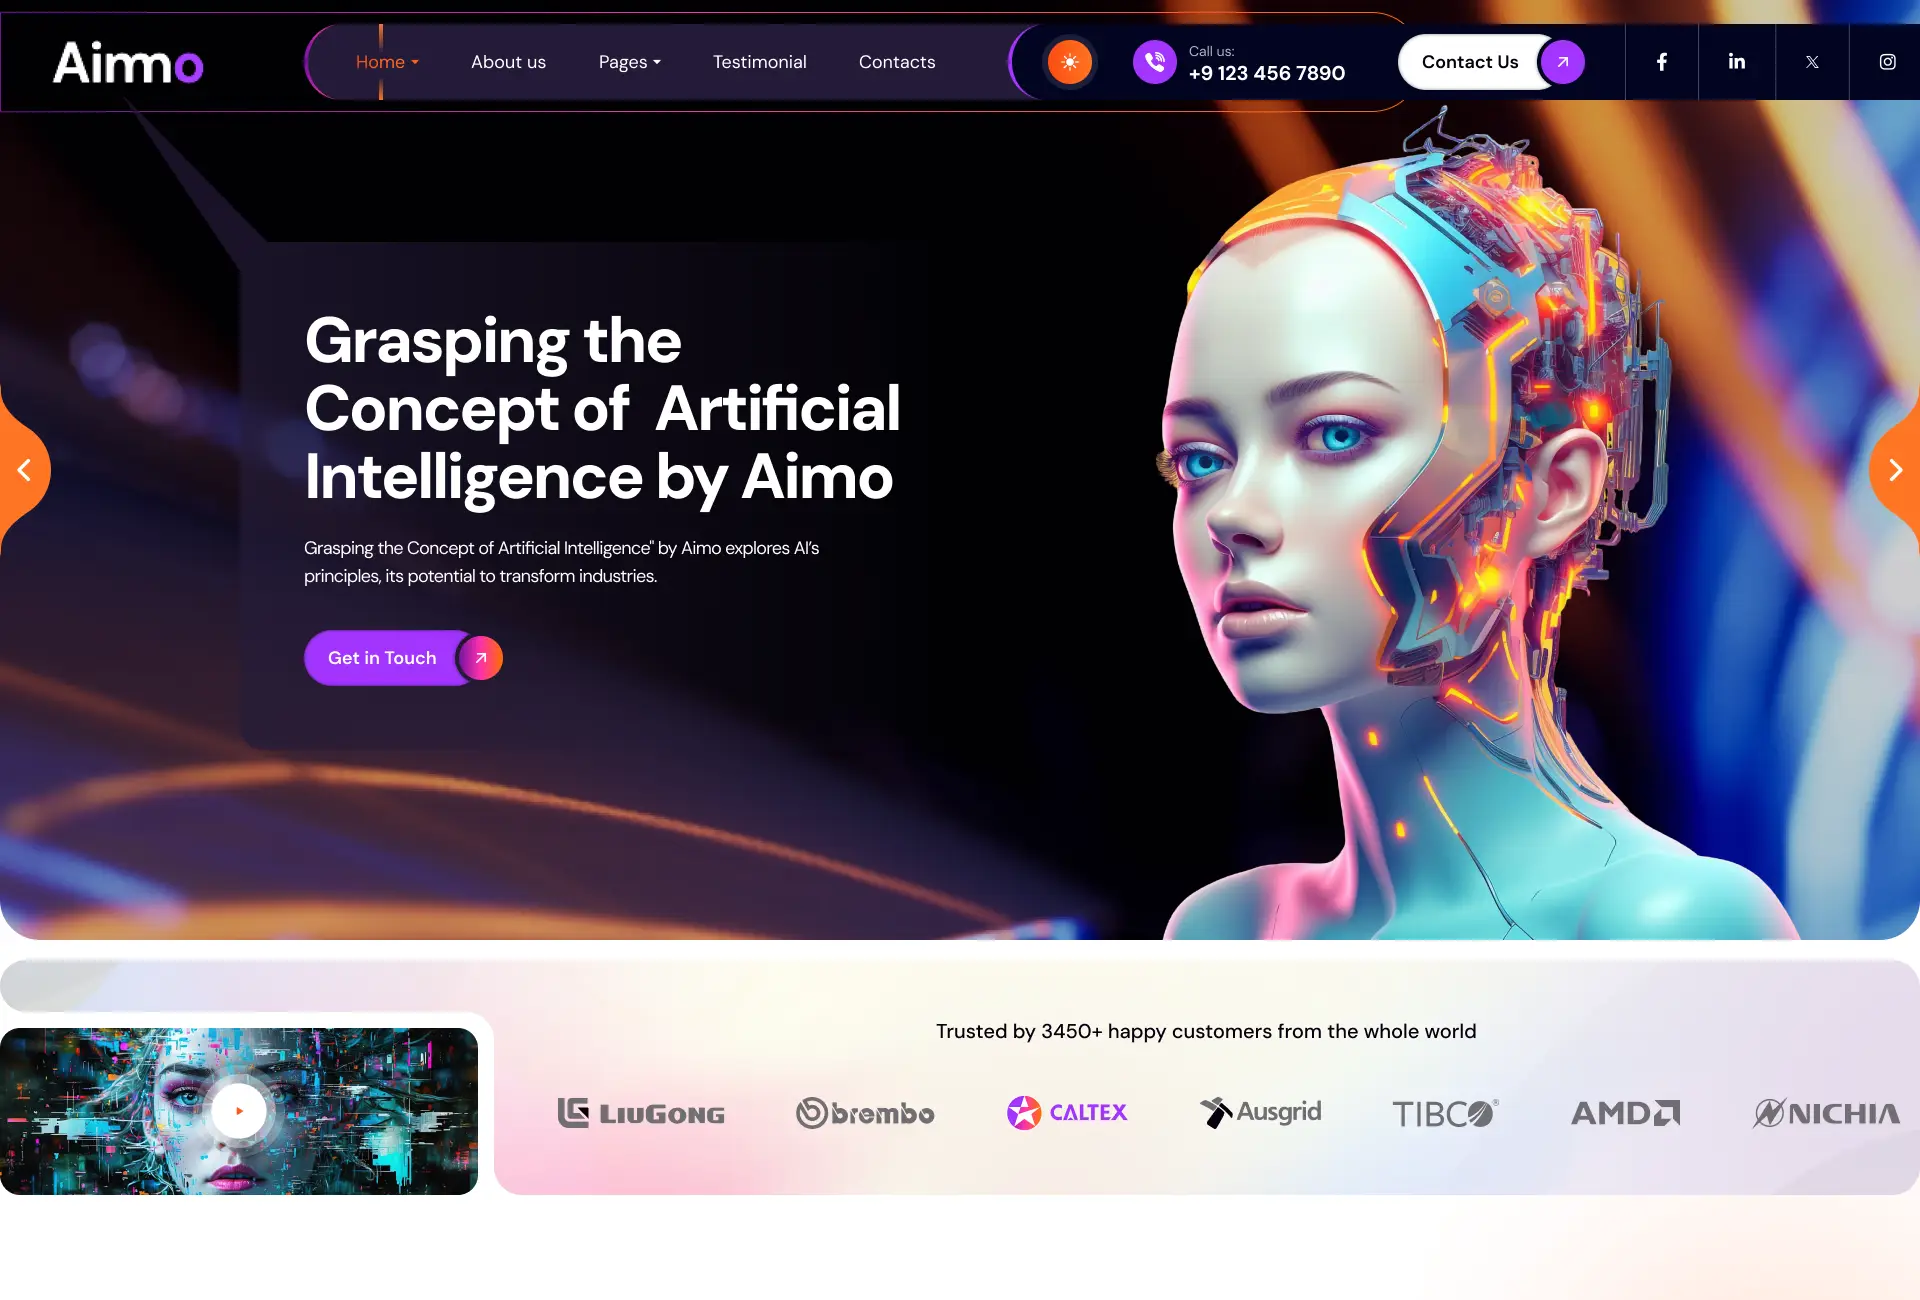 Aimo
Home
About us
Pages
Testimonial
Contacts
Call us:
+9 123 456 7890
Contact Us
Grasping the
Concept of Artificial
Intelligence by Aimo
Grasping the Concept of Artificial Intelligence" by Aimo explores AI’s
principles, its potential to transform industries.
Get in Touch
Trusted by 3450+ happy customers from the whole world
LIUGONG
brembo
CALTEX
Ausgrid
TIBCO®
AMD
NICHIA